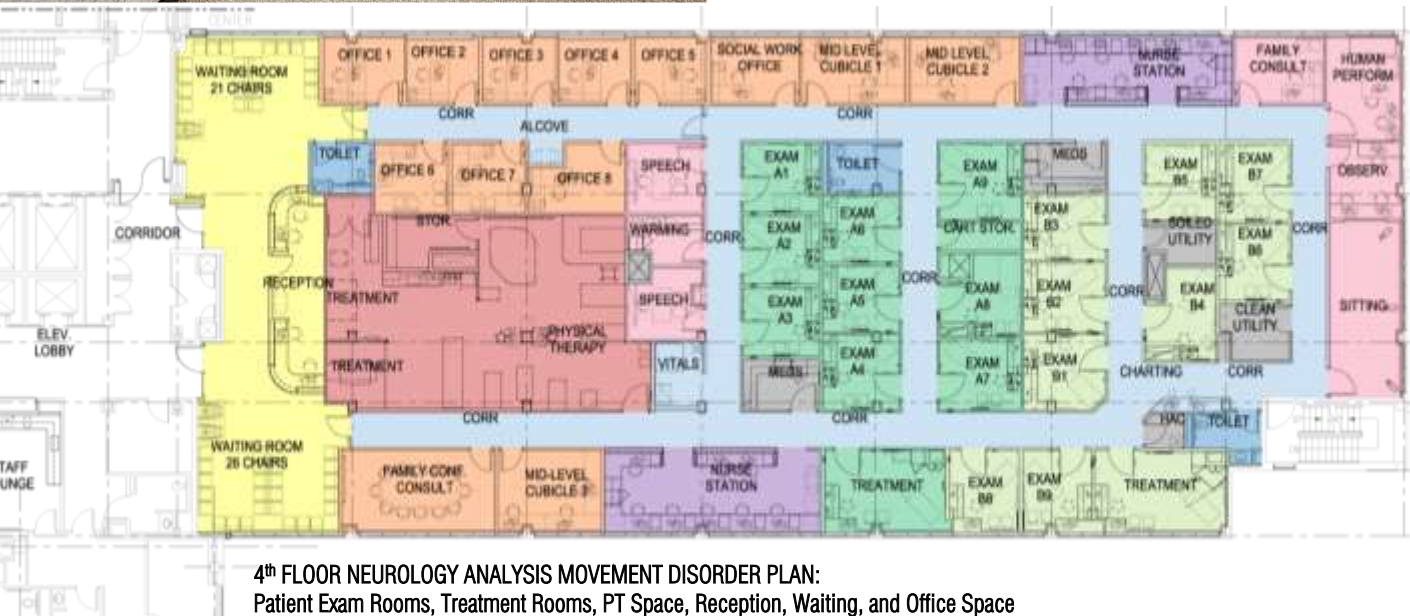 CENTER
WAITING ROOM
21 CHAIRS
OFFICE 1
OFFICE 2
OFFICE 3
OFFICE 4
OFFICE 5
SOCIAL WORK
OFFICE
MID LEVEL
CUBICLE 1
MID LEVEL
CUBICLE 2
NURSE
STATION
FAMILY
CONSULT
HUMAN
PERFORM
CORR
ALCOVE
CORR
TOILET
OFFICE 6
OFFICE 7
OFFICE 8
SPEECH
EXAM
A1
TOILET
EXAM
A9
MEDS
EXAM
B5
EXAM
B7
OBSERV.
CORRIDOR
STOR.
WARMING
CORR
EXAM
A2
EXAM
A6
CART STOR.
EXAM
B3
SOILED
UTILITY
EXAM
B6
CORR
RECEPTION
TREATMENT
SPEECH
EXAM
A3
EXAM
A5
CORR
EXAM
A8
EXAM
B2
CORR
EXAM
B4
CLEAN
UTILITY
SITTING
ELEV.
LOBBY
PHYSICAL
THERAPY
TREATMENT
VITALS
MEDS
EXAM
A4
EXAM
A7
EXAM
B1
CHARTING
CORR
CORR
CORR
HAC
TOILET
WAITING ROOM
26 CHAIRS
TAFF
UNGE
FAMILY CONF.
CONSULT
MID-LEVEL
CUBICLE 3
NURSE
STATION
TREATMENT
EXAM
B8
EXAM
B9
TREATMENT
4th FLOOR NEUROLOGY ANALYSIS MOVEMENT DISORDER PLAN:
Patient Exam Rooms, Treatment Rooms, PT Space, Reception, Waiting, and Office Space